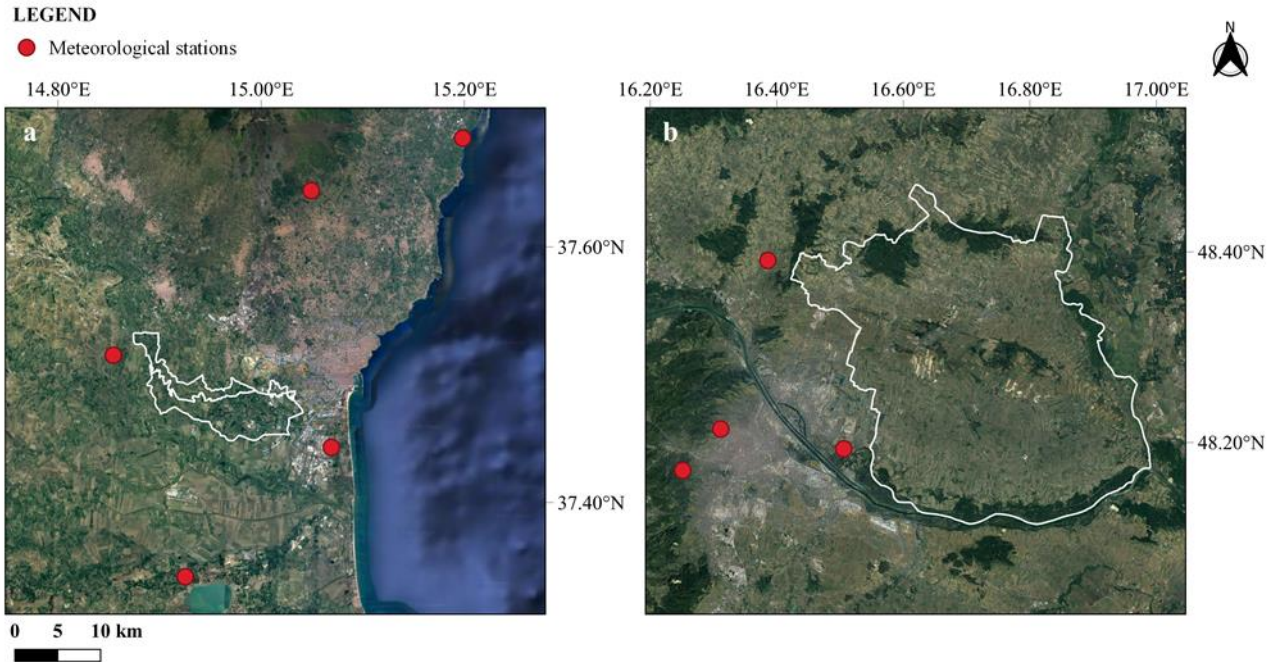 LEGEND
Meteorological stations
N
14.80°E 15.00°E 15.20°E
16.20°E 16.40°E 16.60°E 16.80°E 17.00°E
a
b
37.60°N
48.40°N
48.20°N
37.40°N
0 5 10 km